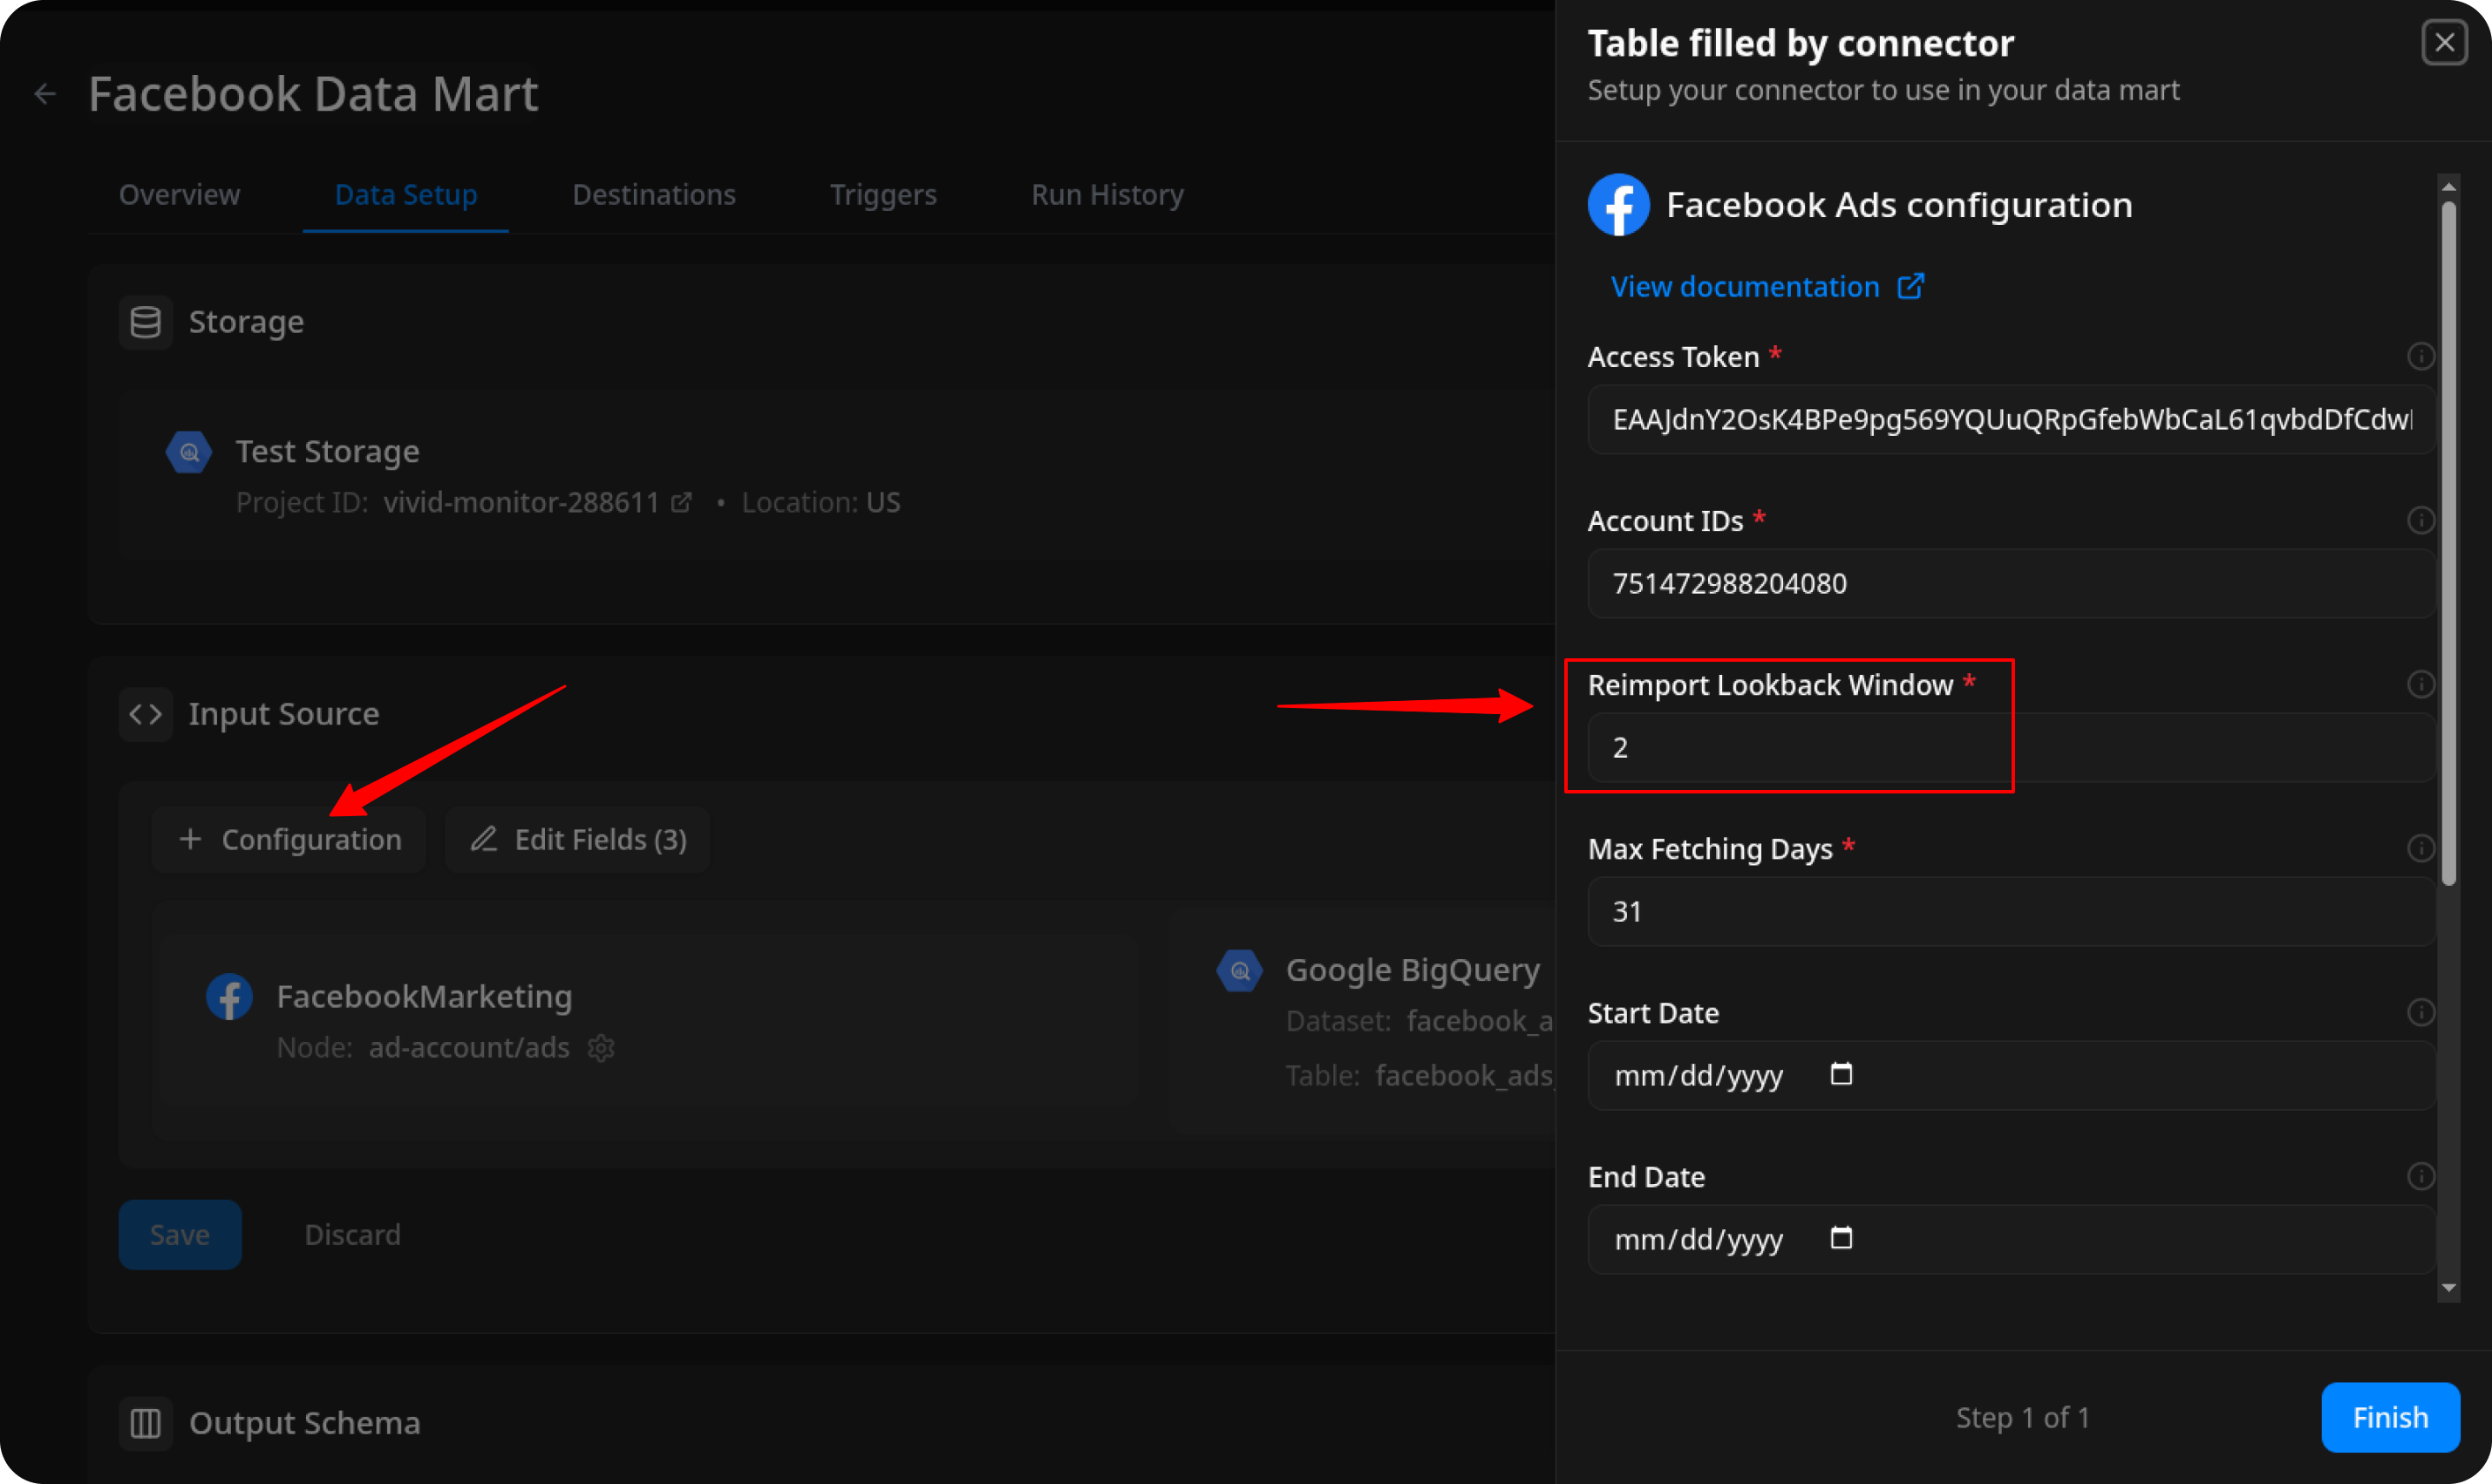 Facebook Data Mart
Overview
Data Setup
Destinations
Triggers
Run History
Storage
Test Storage
Project ID: vivid-monitor-288611 • Location: US
Input Source
Configuration
Edit Fields (3)
FacebookMarketing
Node: ad-account/ads
Google BigQuery
Dataset: facebook_a
Table: facebook_ads_
Save
Discard
Output Schema
Table filled by connector
Setup your connector to use in your data mart
Facebook Ads configuration
View documentation
Access Token *
EAAJdnY2OsK4BPe9pg569YQUuQRpGfebWbCaL61qvbdDfCdw
Account IDs *
751472988204080
Reimport Lookback Window *
2
Max Fetching Days *
31
Start Date
mm/dd/yyyy
End Date
mm/dd/yyyy
Step 1 of 1
Finish